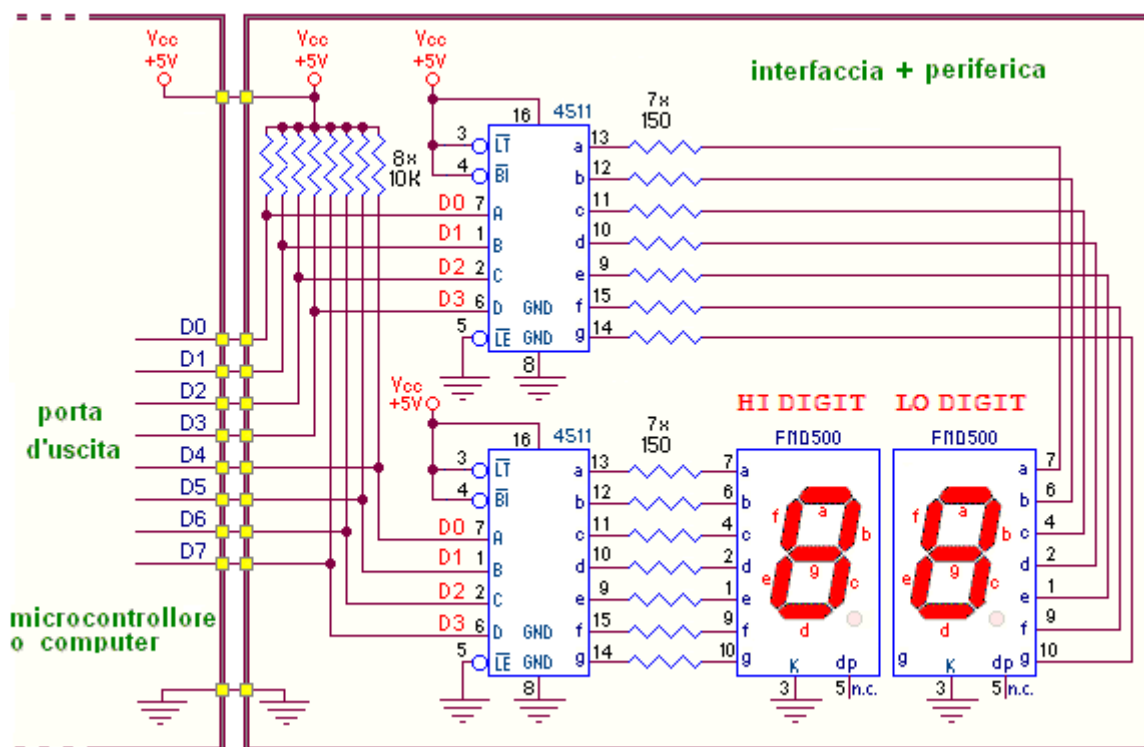 interfaccia + periferica
Vcc
+5V
Vcc
+5V
Vcc
+5V
8x
10K
16
4511
3
LT
4
BI
D0 7 A
D1 1 B
D2 2 C
D3 6 D
5
LE
GND
GND
8
a 13
b 12
c 11
d 10
e 9
f 15
g 14
7x
150
porta
d'uscita
D0
D1
D2
D3
D4
D5
D6
D7
microcontrollore
o computer
Vcc
+5V
16
4511
3
LT
4
BI
D0 7 A
D1 1 B
D2 2 C
D3 6 D
5
LE
GND
GND
8
a 13
b 12
c 11
d 10
e 9
f 15
g 14
7x
150
HI DIGIT
FND500
7 a
6 b
4 c
2 d
1 e
9 f
10 g
a
b
c
d
e
f
g
K
3
dp
5
n.c.
LO DIGIT
FND500
a 7
b 6
c 4
d 2
e 1
f 9
g 10
a
b
c
d
e
f
g
g
K
3
dp
5
n.c.